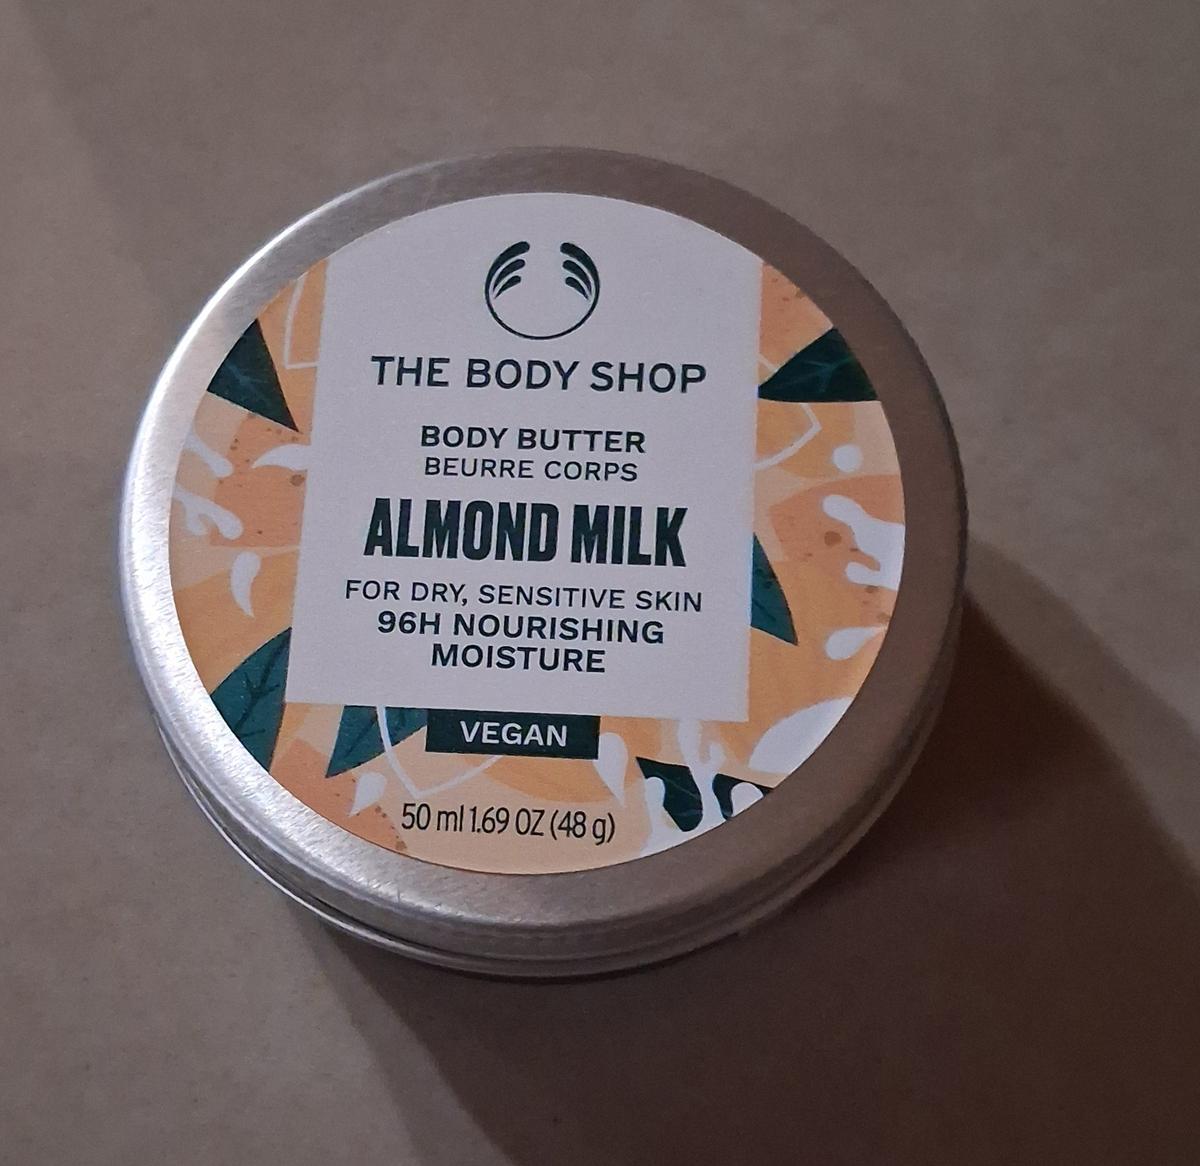 THE BODY SHOP
BODY BUTTER
BEURRE CORPS
ALMOND MILK
FOR DRY, SENSITIVE SKIN
96H NOURISHING
MOISTURE
VEGAN
50 ml 1.69 OZ (48 g)